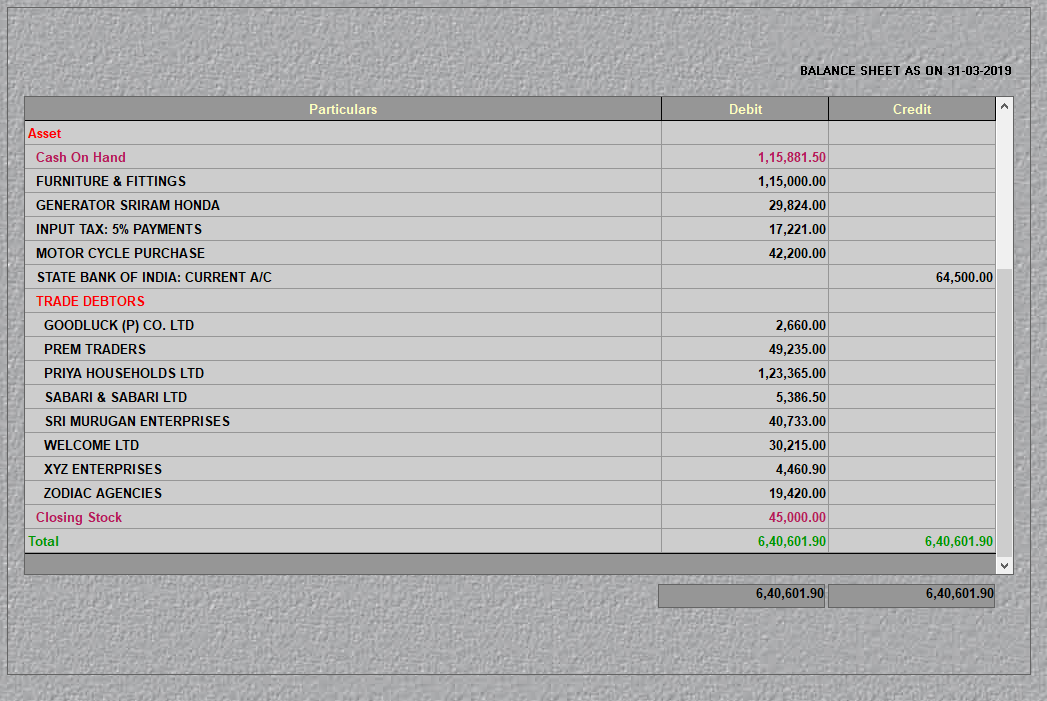 BALANCE SHEET AS ON 31-03-2019
Particulars Debit Credit
Asset
Cash On Hand 1,15,881.50
FURNITURE & FITTINGS 1,15,000.00
GENERATOR SRIRAM HONDA 29,824.00
INPUT TAX: 5% PAYMENTS 17,221.00
MOTOR CYCLE PURCHASE 42,200.00
STATE BANK OF INDIA: CURRENT A/C 64,500.00
TRADE DEBTORS
GOODLUCK (P) CO. LTD 2,660.00
PREM TRADERS 49,235.00
PRIYA HOUSEHOLDS LTD 1,23,365.00
SABARI & SABARI LTD 5,386.50
SRI MURUGAN ENTERPRISES 40,733.00
WELCOME LTD 30,215.00
XYZ ENTERPRISES 4,460.90
ZODIAC AGENCIES 19,420.00
Closing Stock 45,000.00
Total 6,40,601.90 6,40,601.90
6,40,601.90 6,40,601.90